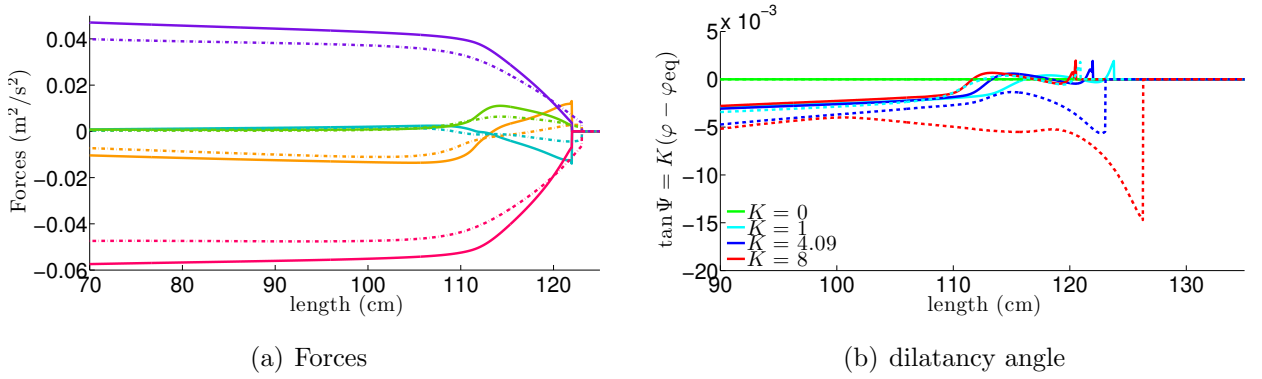 0.04
0.02
0
−0.02
−0.04
−0.06
Forces (m²/s²)
70 80 90 100 110 120
length (cm)
(a) Forces
x 10⁻³
5
0
−5
−10
−15
−20
tan Ψ = K(φ − φeq)
K = 0
K = 1
K = 4.09
K = 8
90 100 110 120 130
length (cm)
(b) dilatancy angle